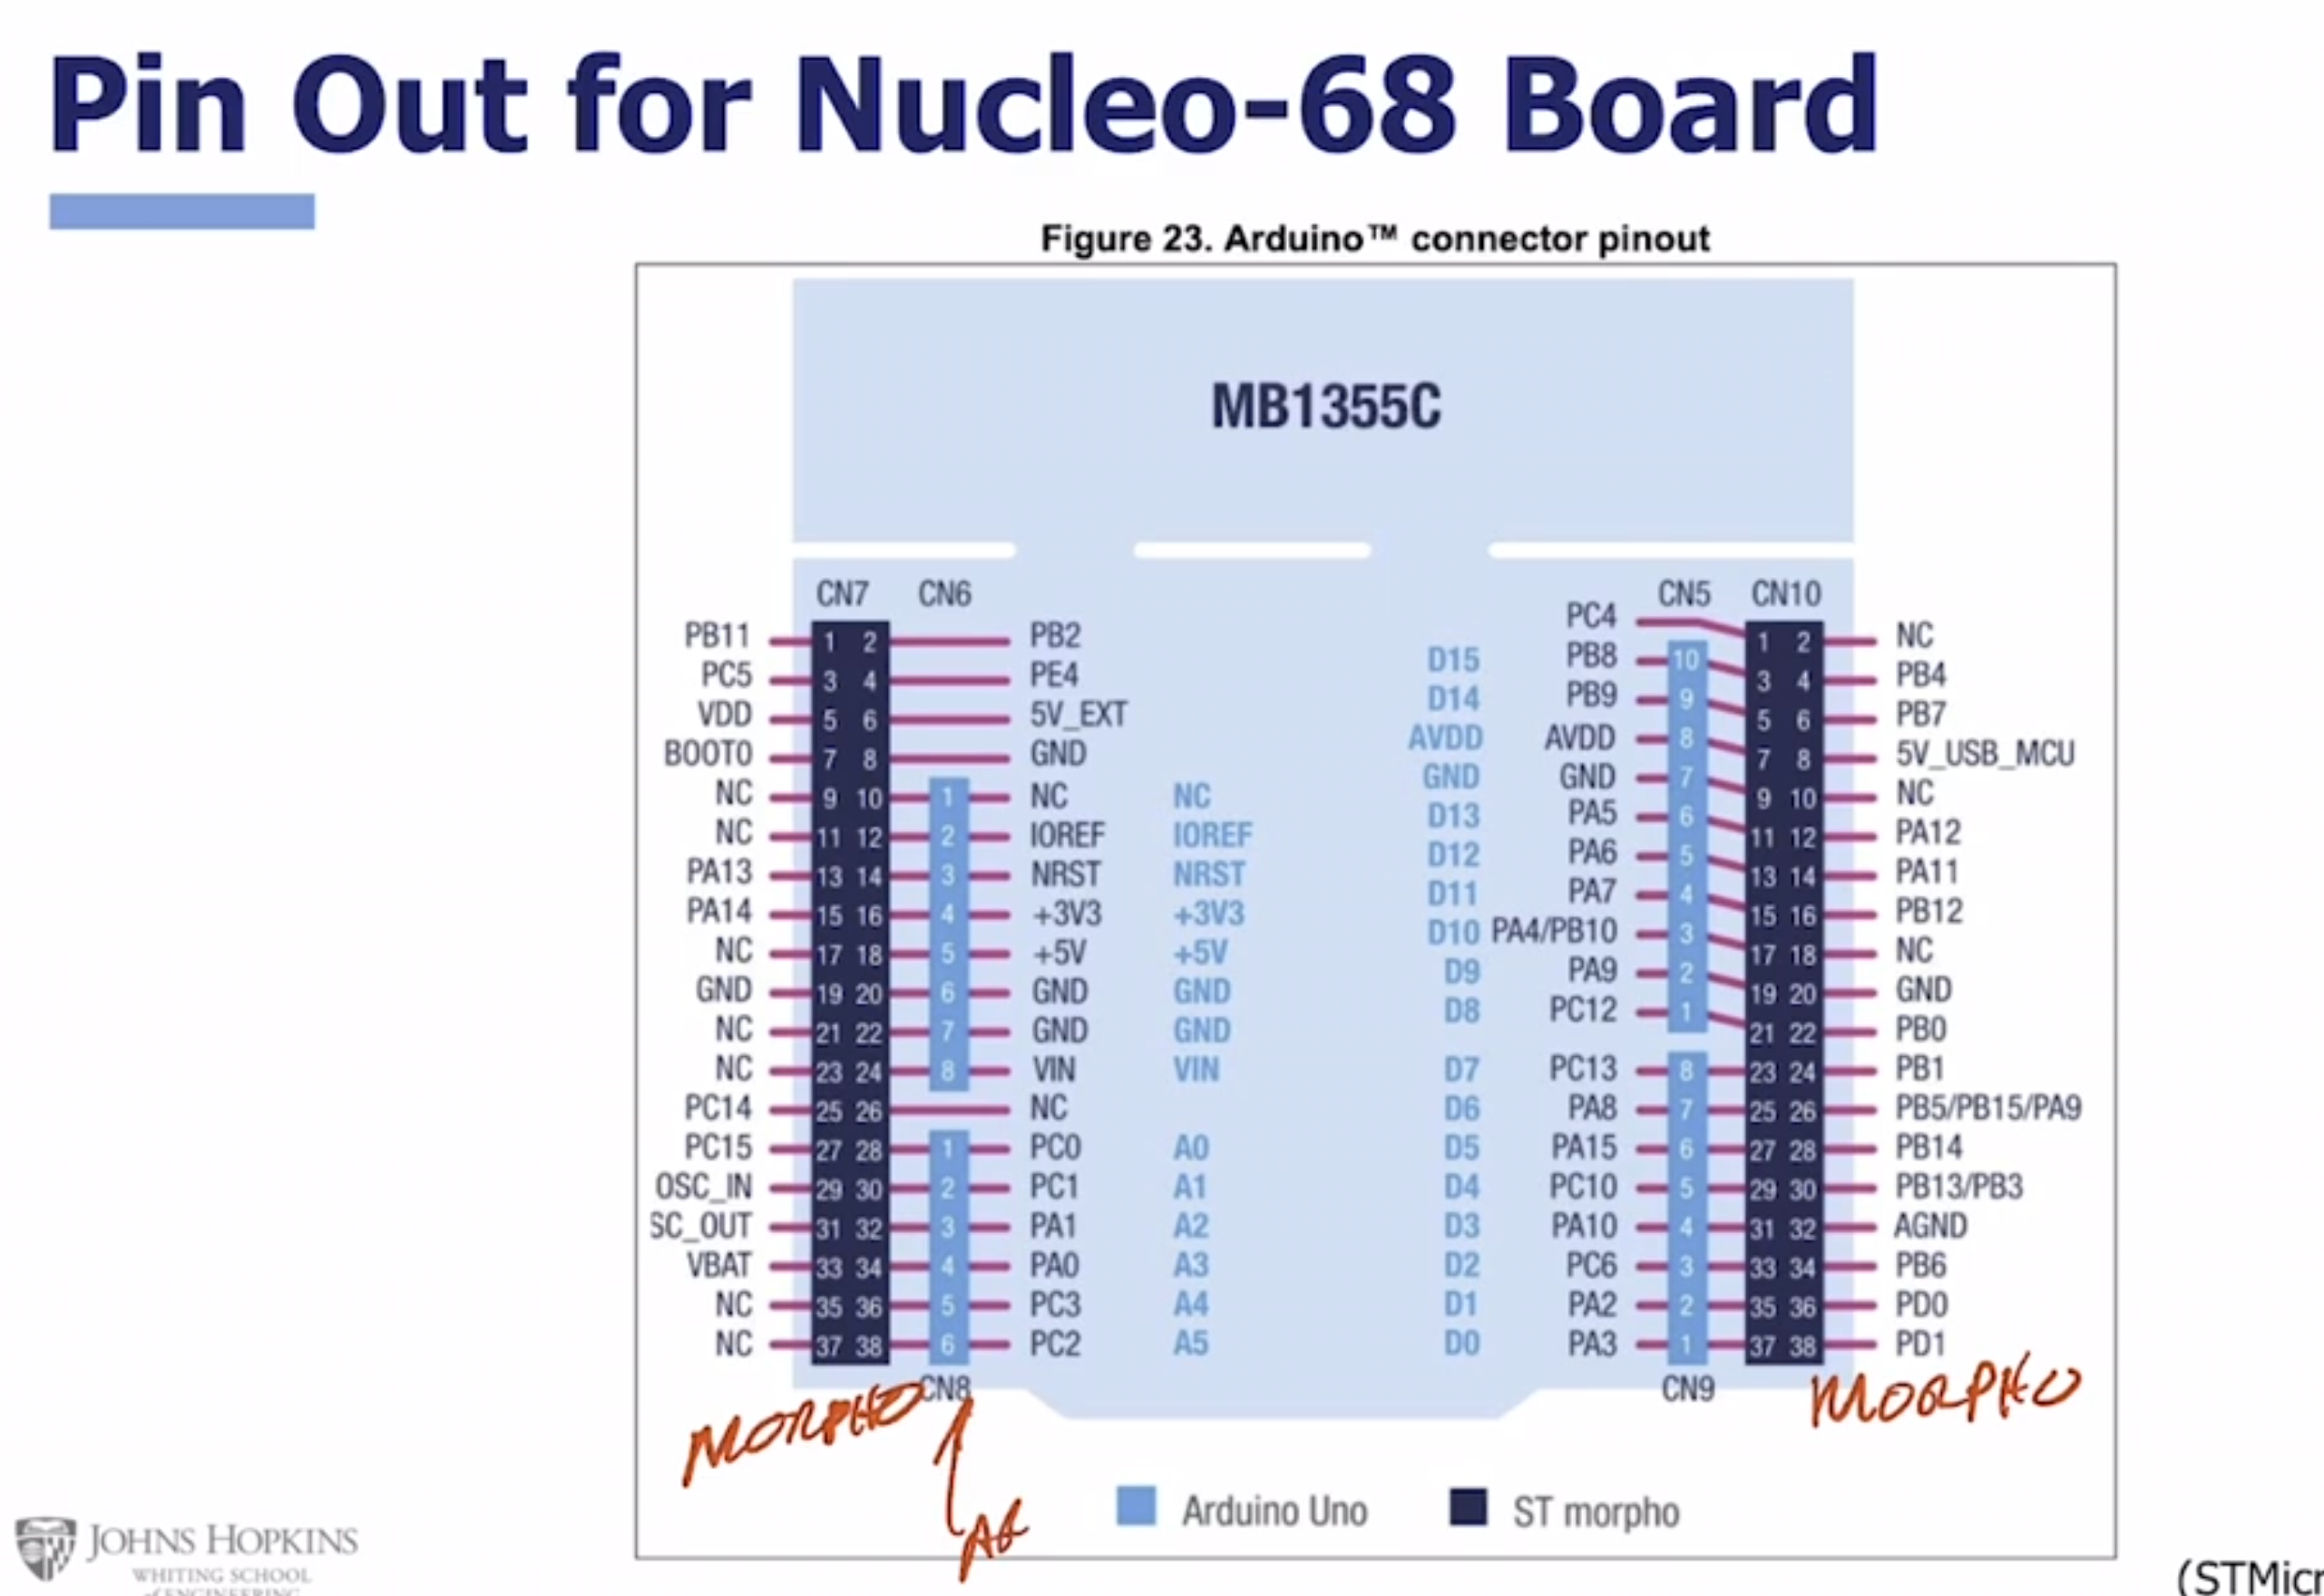 Pin Out for Nucleo-68 Board
Figure 23. Arduino™ connector pinout
MB1355C
CN7 CN6 CN5 CN10
PC4
PB11 1 2 PB2 1 2 NC
D15 PB8 10
PC5 3 4 PE4 3 4 PB4
D14 PB9 9
VDD 5 6 5V_EXT 5 6 PB7
AVDD AVDD 8
BOOT0 7 8 GND 7 8 5V_USB_MCU
GND GND 7
NC 9 10 1 NC NC 9 10 NC
D13 PA5 6
NC 11 12 2 IOREF IOREF 11 12 PA12
D12 PA6 5
PA13 13 14 3 NRST NRST 13 14 PA11
D11 PA7 4
PA14 15 16 4 +3V3 +3V3 15 16 PB12
D10 PA4/PB10 3
NC 17 18 5 +5V +5V 17 18 NC
D9 PA9 2
GND 19 20 6 GND GND 19 20 GND
D8 PC12 1
NC 21 22 7 GND GND 21 22 PB0
NC 23 24 8 VIN VIN D7 PC13 8 23 24 PB1
PC14 25 26 NC D6 PA8 7 25 26 PB5/PB15/PA9
PC15 27 28 1 PC0 A0 D5 PA15 6 27 28 PB14
OSC_IN 29 30 2 PC1 A1 D4 PC10 5 29 30 PB13/PB3
SC_OUT 31 32 3 PA1 A2 D3 PA10 4 31 32 AGND
VBAT 33 34 4 PA0 A3 D2 PC6 3 33 34 PB6
NC 35 36 5 PC3 A4 D1 PA2 2 35 36 PD0
NC 37 38 6 PC2 A5 D0 PA3 1 37 38 PD1
CN8 CN9
MORPHO MORPHO
Arduino Uno ST morpho
JOHNS HOPKINS
WHITING SCHOOL
of ENGINEERING
(STMicr